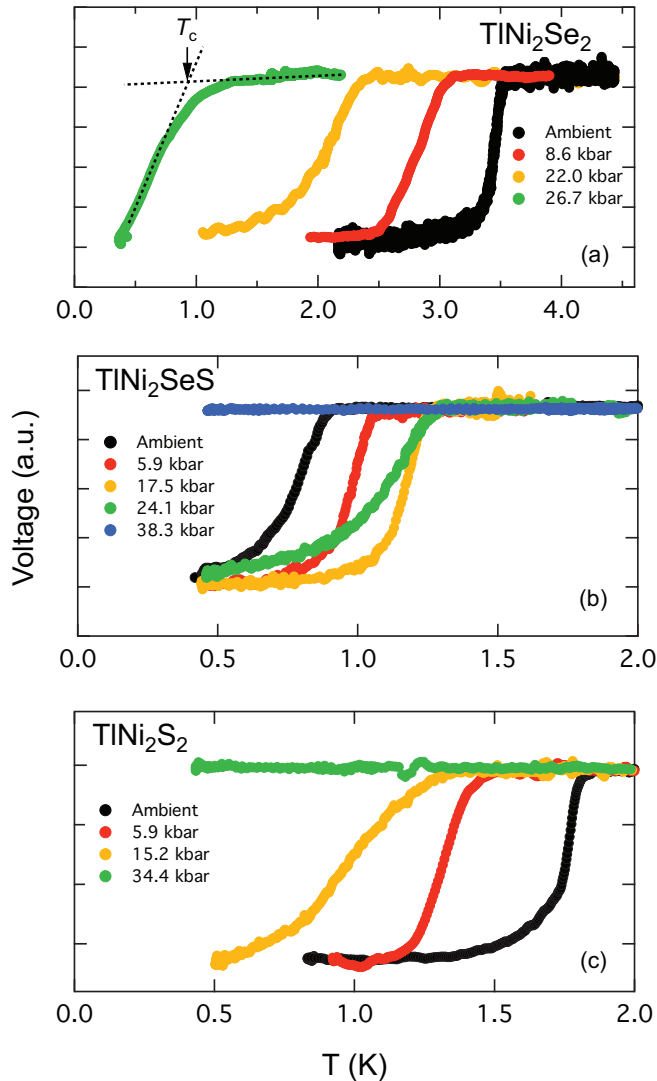 Tc
TlNi2Se2
Ambient
8.6 kbar
22.0 kbar
26.7 kbar
(a)
0.0 1.0 2.0 3.0 4.0
TlNi2SeS
Ambient
5.9 kbar
17.5 kbar
24.1 kbar
38.3 kbar
(b)
0.0 0.5 1.0 1.5 2.0
Voltage (a.u.)
TlNi2S2
Ambient
5.9 kbar
15.2 kbar
34.4 kbar
(c)
0.0 0.5 1.0 1.5 2.0
T (K)